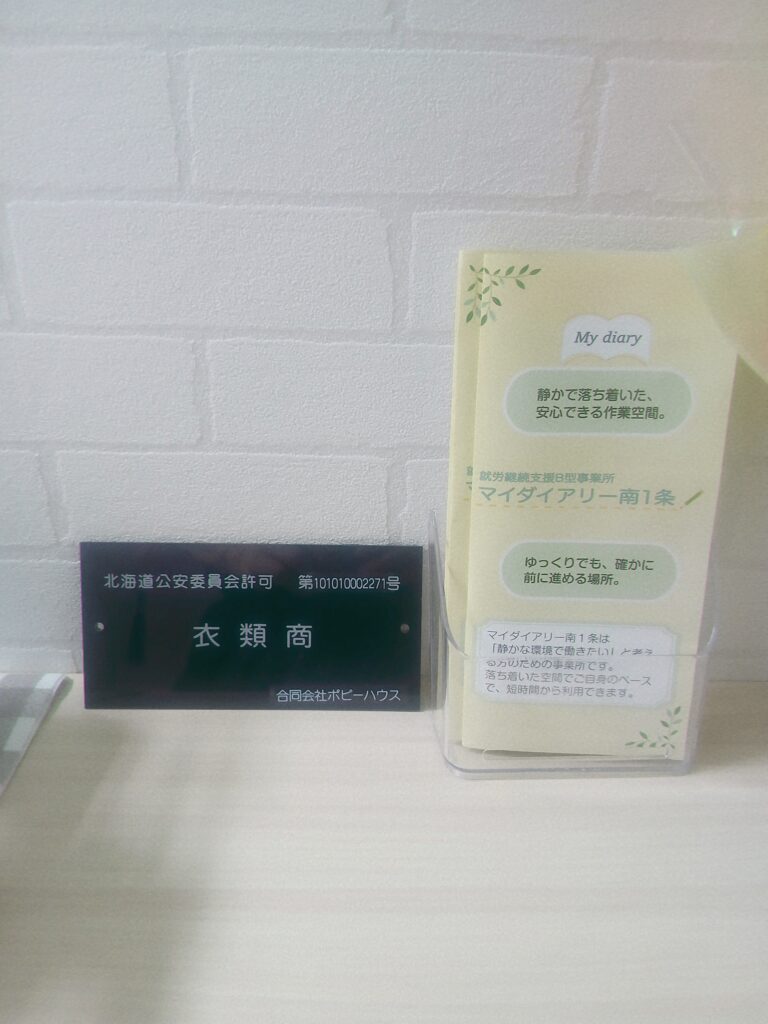 北海道公安委員会許可 第101010002271号
衣類商
合同会社ポピーハウス
My diary
静かで落ち着いた、
安心できる作業空間。
就労継続支援B型事業所
マイダイアリー南1条
ゆっくりでも、確かに
前に進める場所。
マイダイアリー南1条は
「静かな環境で働きたい」と考え
る方のための事業所です。
落ち着いた空間でご自身のペース
で、短時間から利用できます。